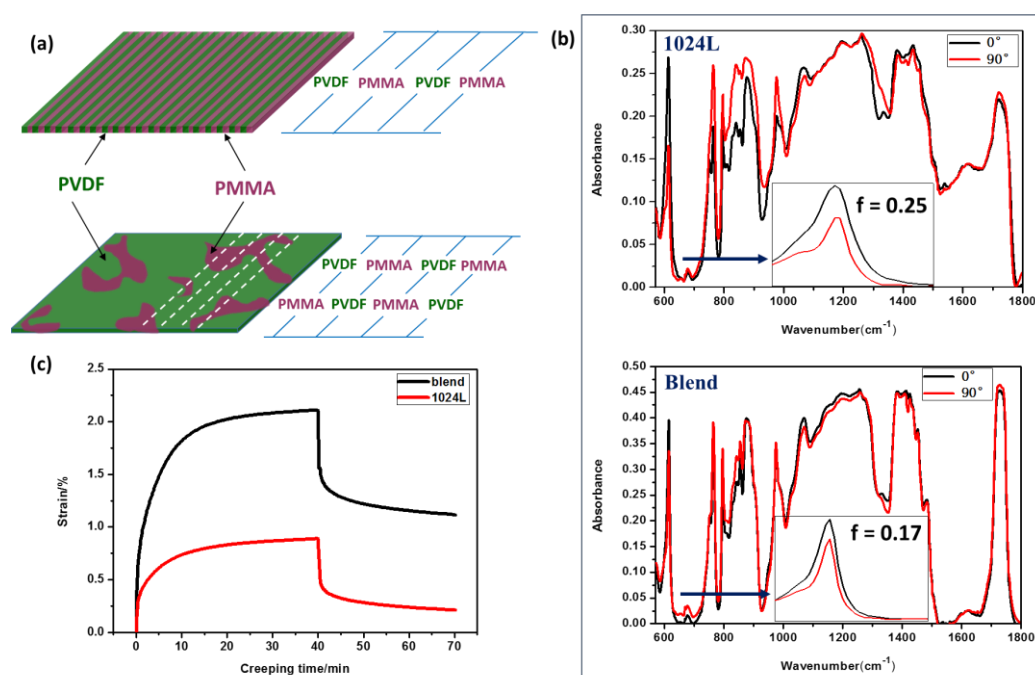 (a)
PVDF PMMA PVDF PMMA
PVDF
PMMA
PVDF PMMA PVDF PMMA
PMMA PVDF PMMA PVDF
(b)
1024L
0°
90°
f = 0.25
0.30
0.25
0.20
0.15
0.10
0.05
0.00
Absorbance
600 800 1000 1200 1400 1600 1800
Wavenumber(cm-1)
Blend
0°
90°
f = 0.17
0.50
0.45
0.40
0.35
0.30
0.25
0.20
0.15
0.10
0.05
0.00
Absorbance
600 800 1000 1200 1400 1600 1800
Wavenumber(cm-1)
(c)
blend
1024L
2.5
2.0
1.5
1.0
0.5
0.0
Strain/%
0 10 20 30 40 50 60 70
Creeping time/min